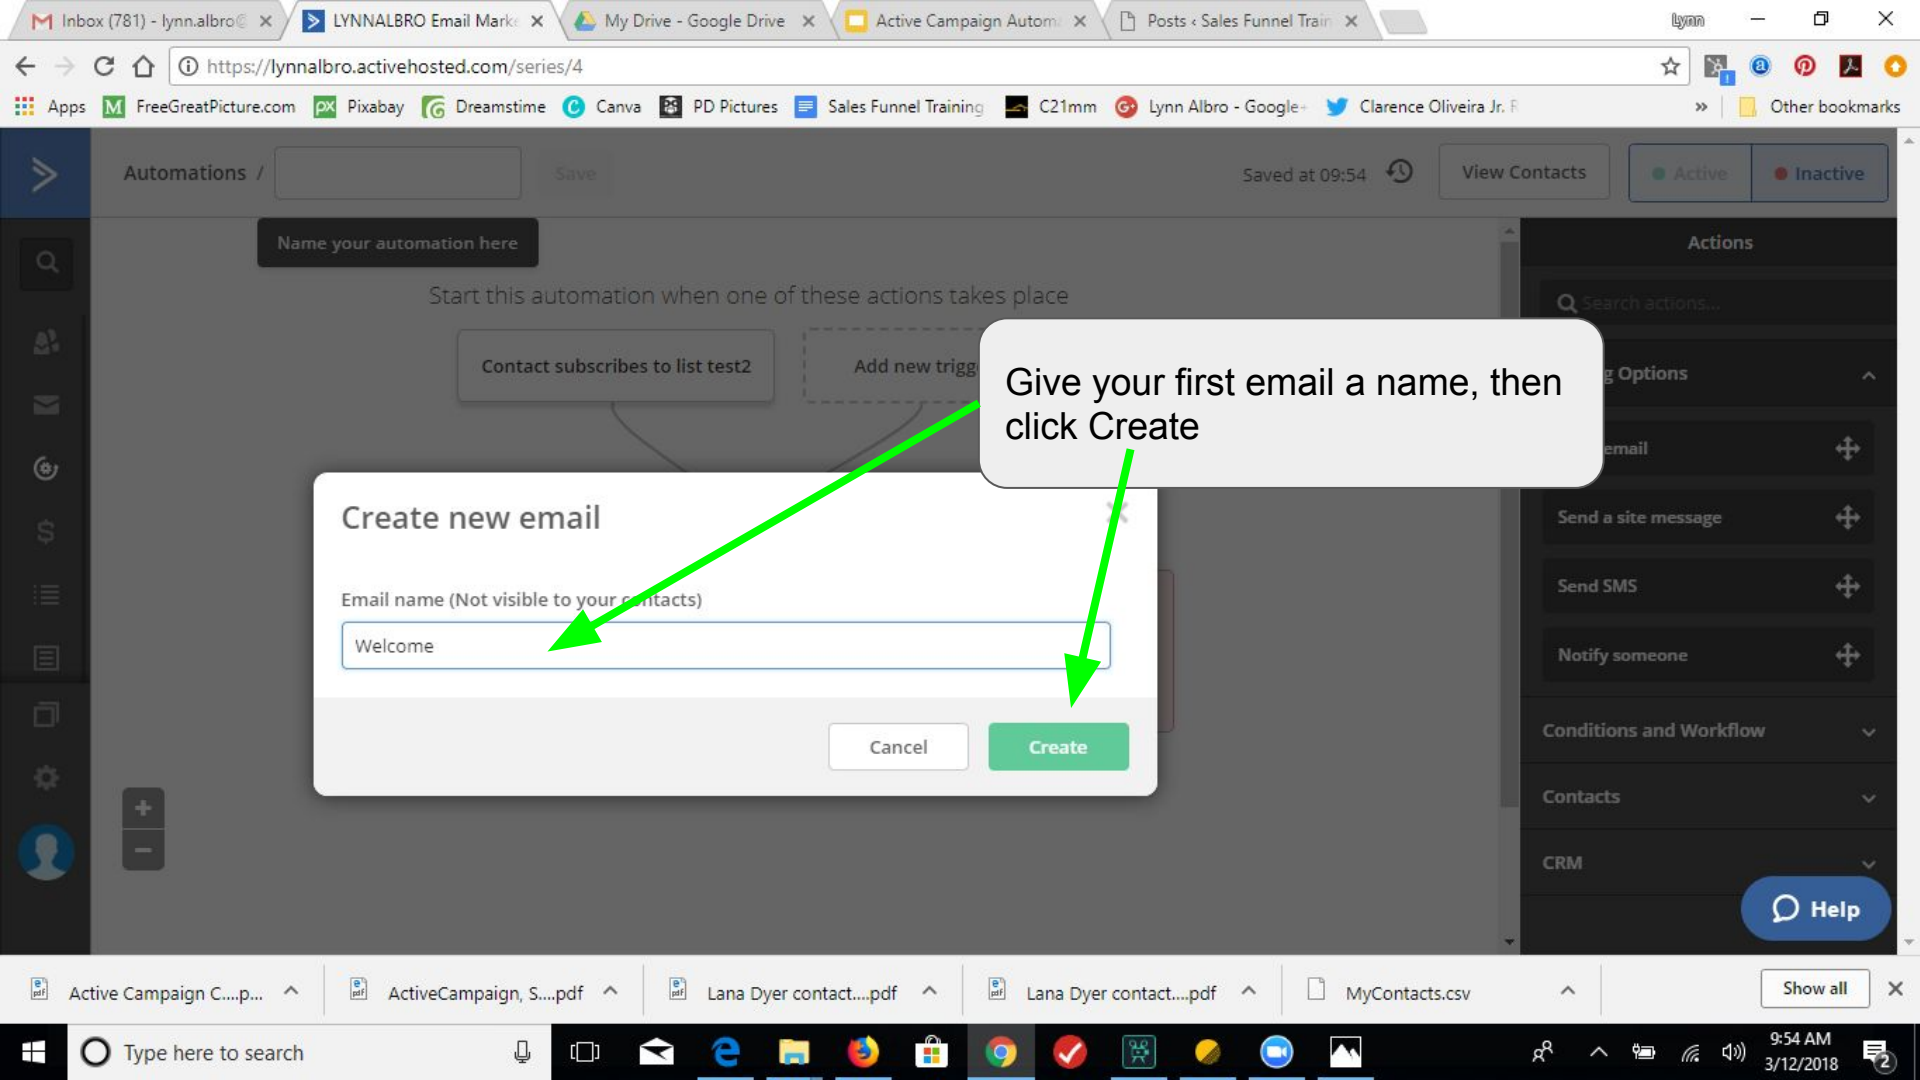 Inbox (781) - lynn.albro@
LYNNALBRO Email Marke
My Drive - Google Drive
Active Campaign Autom
Posts ‹ Sales Funnel Train
Lynn
https://lynnalbro.activehosted.com/series/4
Apps
FreeGreatPicture.com
Pixabay
Dreamstime
Canva
PD Pictures
Sales Funnel Training
C21mm
Lynn Albro - Google+
Clarence Oliveira Jr. R
»
Other bookmarks
Automations /
Save
Saved at 09:54
View Contacts
Active
Inactive
Name your automation here
Actions
Start this automation when one of these actions takes place
Search actions...
Contact subscribes to list test2
Add new trigg
Give your first email a name, then
click Create
g Options
email
Create new email
Send a site message
Email name (Not visible to your contacts)
Send SMS
Welcome
Notify someone
Conditions and Workflow
Cancel
Create
Contacts
CRM
Help
Active Campaign C....p...
ActiveCampaign, S....pdf
Lana Dyer contact....pdf
Lana Dyer contact....pdf
MyContacts.csv
Show all
Type here to search
9:54 AM
3/12/2018
2